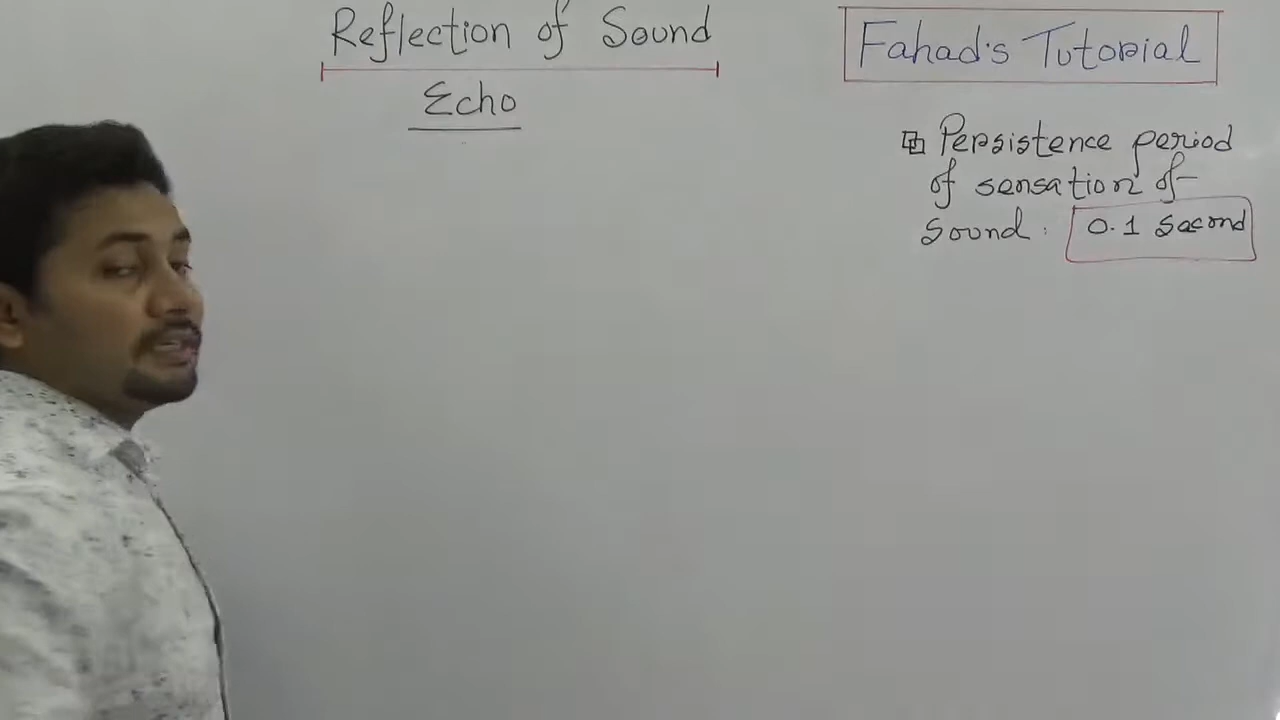 Reflection of Sound
Echo
Fahad's Tutorial
Persistence period
of sensation of
Sound: 0.1 Second